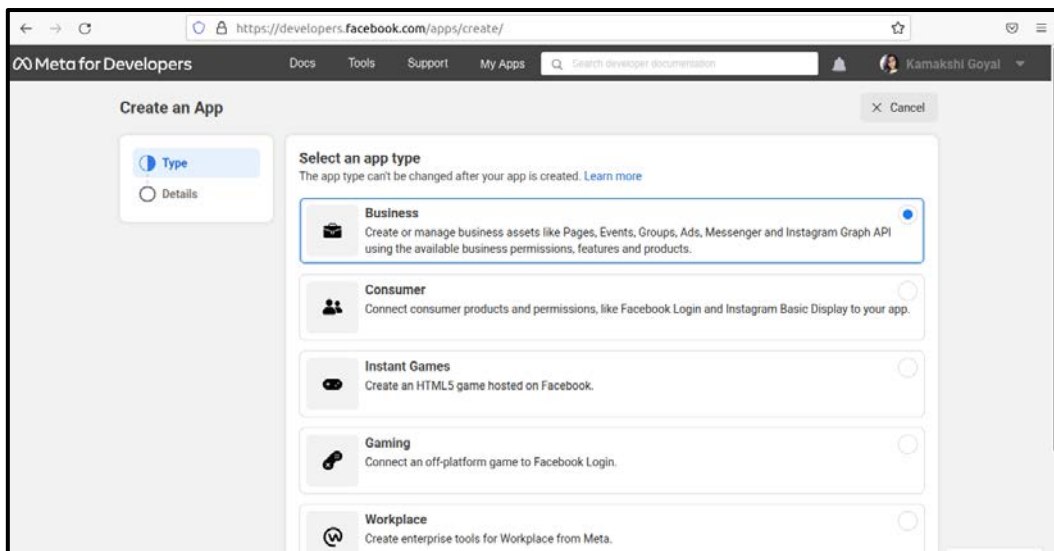 https://developers.facebook.com/apps/create/
Meta for Developers Docs Tools Support My Apps Search developer documentation Kamakshi Goyal
Create an App
Cancel
Type
Details
Select an app type
The app type can't be changed after your app is created. Learn more
Business
Create or manage business assets like Pages, Events, Groups, Ads, Messenger and Instagram Graph API
using the available business permissions, features and products.
Consumer
Connect consumer products and permissions, like Facebook Login and Instagram Basic Display to your app.
Instant Games
Create an HTML5 game hosted on Facebook.
Gaming
Connect an off-platform game to Facebook Login.
Workplace
Create enterprise tools for Workplace from Meta.